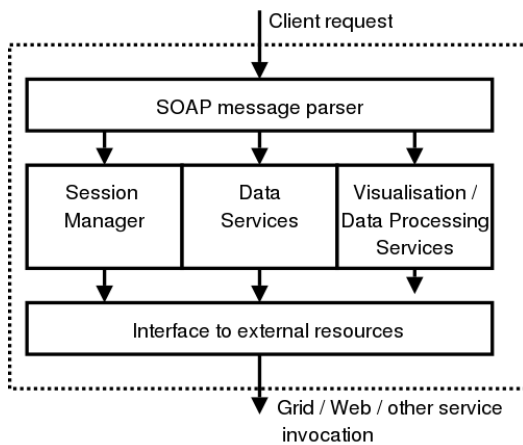 Client request
SOAP message parser
Session
Manager
Data
Services
Visualisation /
Data Processing
Services
Interface to external resources
Grid / Web / other service
invocation